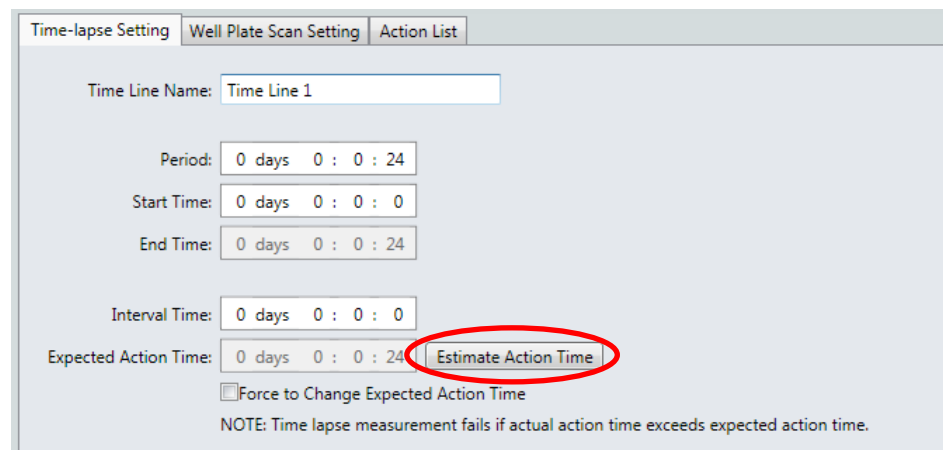 Time-lapse Setting Well Plate Scan Setting Action List
Time Line Name: Time Line 1
Period: 0 days 0 : 0 : 24
Start Time: 0 days 0 : 0 : 0
End Time: 0 days 0 : 0 : 24
Interval Time: 0 days 0 : 0 : 0
Expected Action Time: 0 days 0 : 0 : 24 Estimate Action Time
Force to Change Expected Action Time
NOTE: Time lapse measurement fails if actual action time exceeds expected action time.